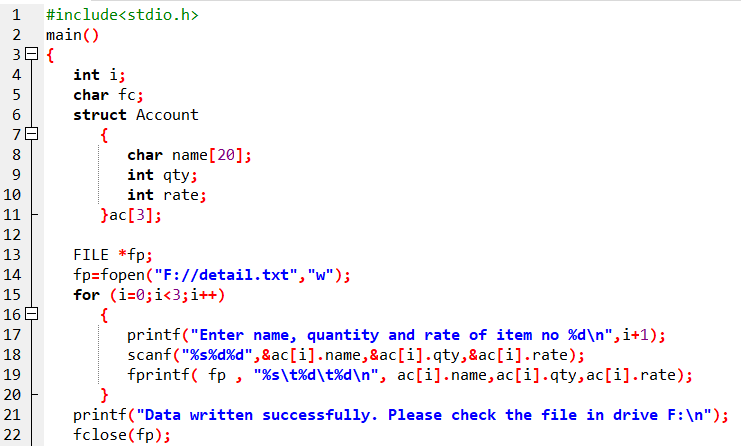 1 #include<stdio.h>
2 main()
3 {
4 int i;
5 char fc;
6 struct Account
7 {
8 char name[20];
9 int qty;
10 int rate;
11 }ac[3];
12
13 FILE *fp;
14 fp=fopen("F://detail.txt","w");
15 for (i=0;i<3;i++)
16 {
17 printf("Enter name, quantity and rate of item no %d\n",i+1);
18 scanf("%s%d%d",&ac[i].name,&ac[i].qty,&ac[i].rate);
19 fprintf( fp , "%s\t%d\t%d\n", ac[i].name,ac[i].qty,ac[i].rate);
20 }
21 printf("Data written successfully. Please check the file in drive F:\n");
22 fclose(fp);